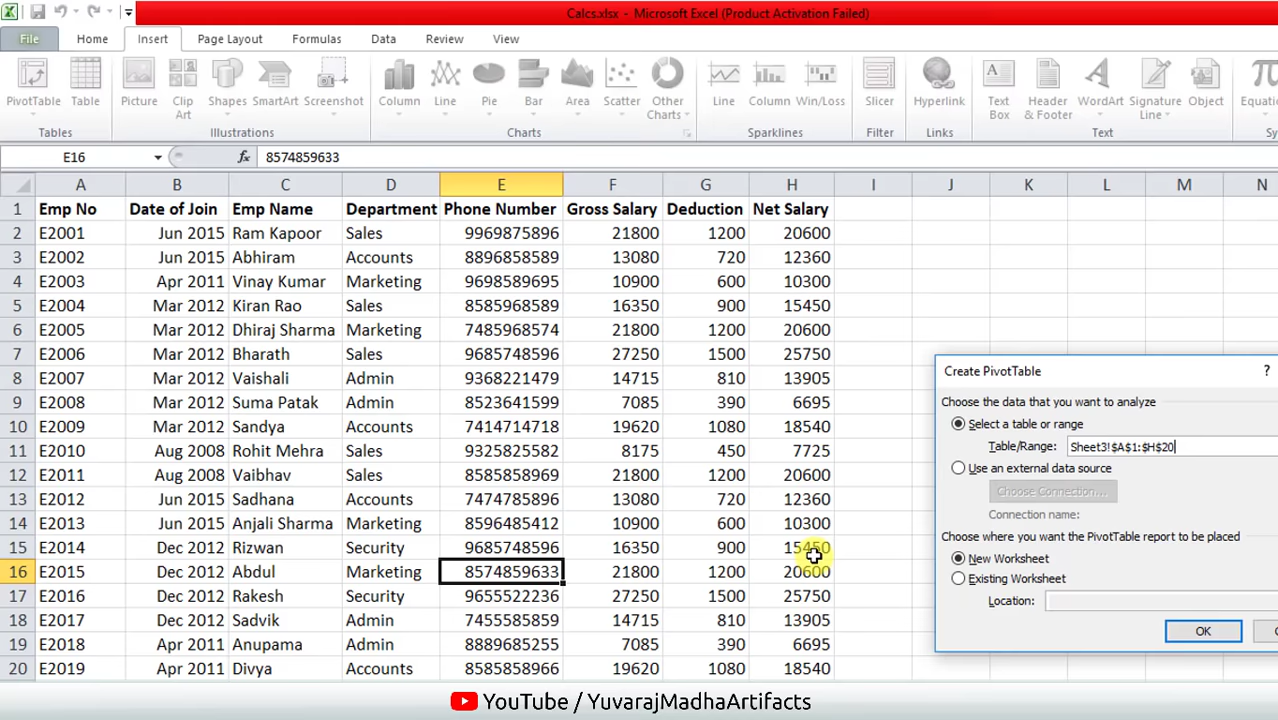 Calcs.xlsx - Microsoft Excel (Product Activation Failed)
File Home Insert Page Layout Formulas Data Review View
PivotTable Table Picture Clip Art Shapes SmartArt Screenshot Column Line Pie Bar Area Scatter Other Charts Line Column Win/Loss Slicer Hyperlink Text Box Header & Footer WordArt Signature Line Object
Tables Illustrations Charts Sparklines Filter Links Text
E16 fx 8574859633
A B C D E F G H I J K L M N
1 Emp No Date of Join Emp Name Department Phone Number Gross Salary Deduction Net Salary
2 E2001 Jun 2015 Ram Kapoor Sales 9969875896 21800 1200 20600
3 E2002 Jun 2015 Abhiram Accounts 8896858589 13080 720 12360
4 E2003 Apr 2011 Vinay Kumar Marketing 9698589695 10900 600 10300
5 E2004 Mar 2012 Kiran Rao Sales 8585968589 16350 900 15450
6 E2005 Mar 2012 Dhiraj Sharma Marketing 7485968574 21800 1200 20600
7 E2006 Mar 2012 Bharath Sales 9685748596 27250 1500 25750
8 E2007 Mar 2012 Vaishali Admin 9368221479 14715 810 13905
9 E2008 Mar 2012 Suma Patak Admin 8523641599 7085 390 6695
10 E2009 Mar 2012 Sandya Accounts 7414714718 19620 1080 18540
11 E2010 Aug 2008 Rohit Mehra Sales 9325825582 8175 450 7725
12 E2011 Aug 2008 Vaibhav Sales 8585858969 21800 1200 20600
13 E2012 Jun 2015 Sadhana Accounts 7474785896 13080 720 12360
14 E2013 Jun 2015 Anjali Sharma Marketing 8596485412 10900 600 10300
15 E2014 Dec 2012 Rizwan Security 9685748596 16350 900 15450
16 E2015 Dec 2012 Abdul Marketing 8574859633 21800 1200 20600
17 E2016 Dec 2012 Rakesh Security 9655522236 27250 1500 25750
18 E2017 Dec 2012 Sadvik Admin 7455585859 14715 810 13905
19 E2018 Apr 2011 Anupama Admin 8889685255 7085 390 6695
20 E2019 Apr 2011 Divya Accounts 8585858966 19620 1080 18540
Create PivotTable ?
Choose the data that you want to analyze
Select a table or range
Table/Range: Sheet3!$A$1:$H$20
Use an external data source
Choose Connection...
Connection name:
Choose where you want the PivotTable report to be placed
New Worksheet
Existing Worksheet
Location:
OK
YouTube / YuvarajMadhaArtifacts